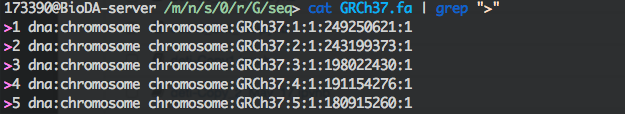 173390@BioDA-server /m/n/s/0/r/G/seq> cat GRCh37.fa | grep ">"
>1 dna:chromosome chromosome:GRCh37:1:1:249250621:1
>2 dna:chromosome chromosome:GRCh37:2:1:243199373:1
>3 dna:chromosome chromosome:GRCh37:3:1:198022430:1
>4 dna:chromosome chromosome:GRCh37:4:1:191154276:1
>5 dna:chromosome chromosome:GRCh37:5:1:180915260:1